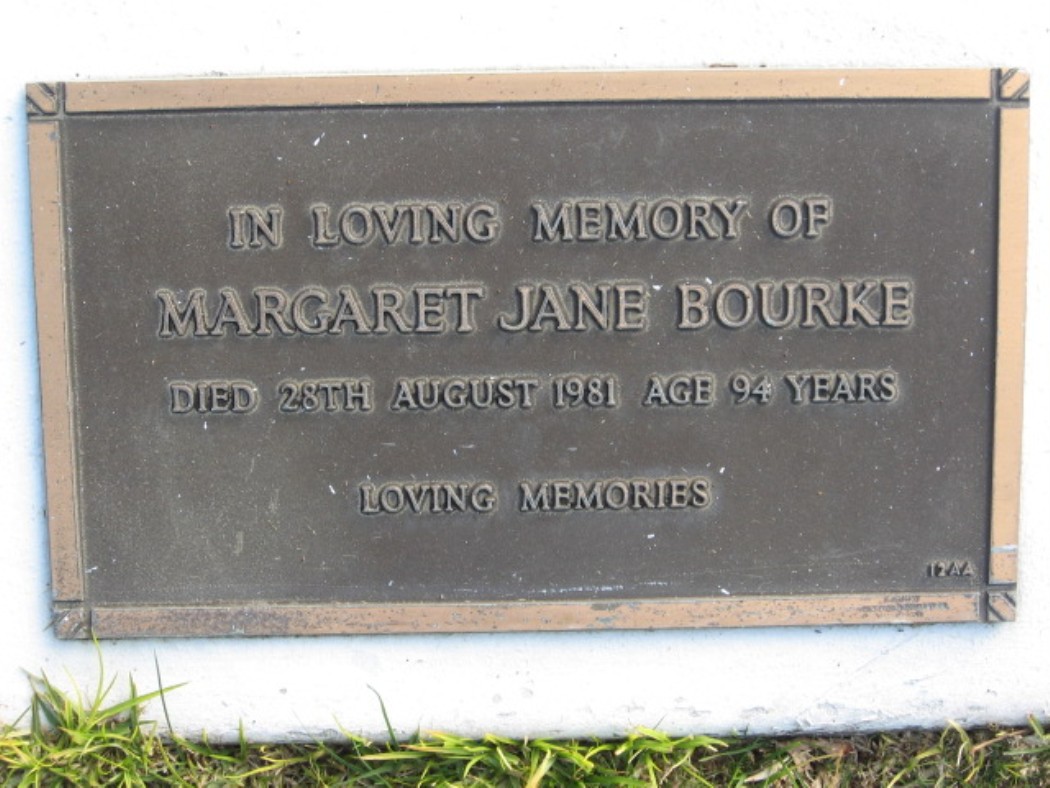 IN LOVING MEMORY OF
MARGARET JANE BOURKE
DIED 28TH AUGUST 1981 AGE 94 YEARS
LOVING MEMORIES
12AA